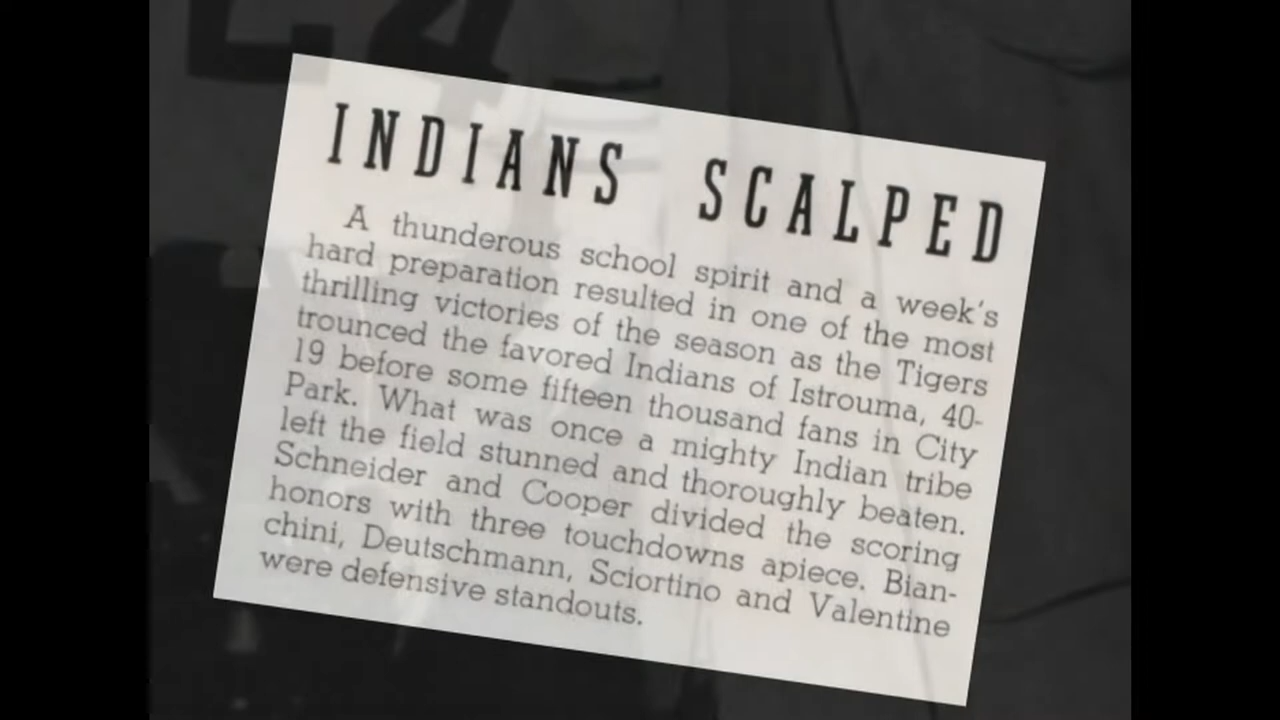 INDIANS SCALPED
A thunderous school spirit and a week's
hard preparation resulted in one of the most
thrilling victories of the season as the Tigers
trounced the favored Indians of Istrouma, 40-
19 before some fifteen thousand fans in City
Park. What was once a mighty Indian tribe
left the field stunned and thoroughly beaten.
Schneider and Cooper divided the scoring
honors with three touchdowns apiece. Bian-
chini, Deutschmann, Sciortino and Valentine
were defensive standouts.